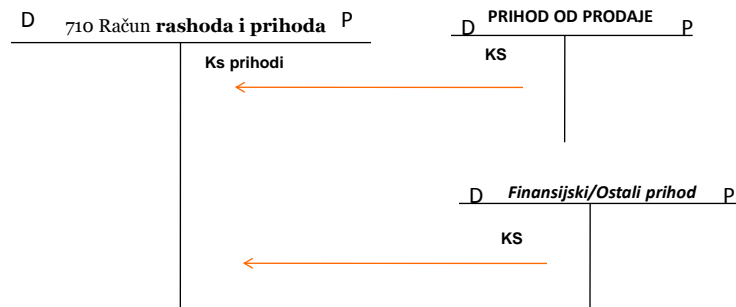 D 710 Račun rashoda i prihoda P
Ks prihodi
PRIHOD OD PRODAJE
D P
KS
D Finansijski/Ostali prihod P
KS